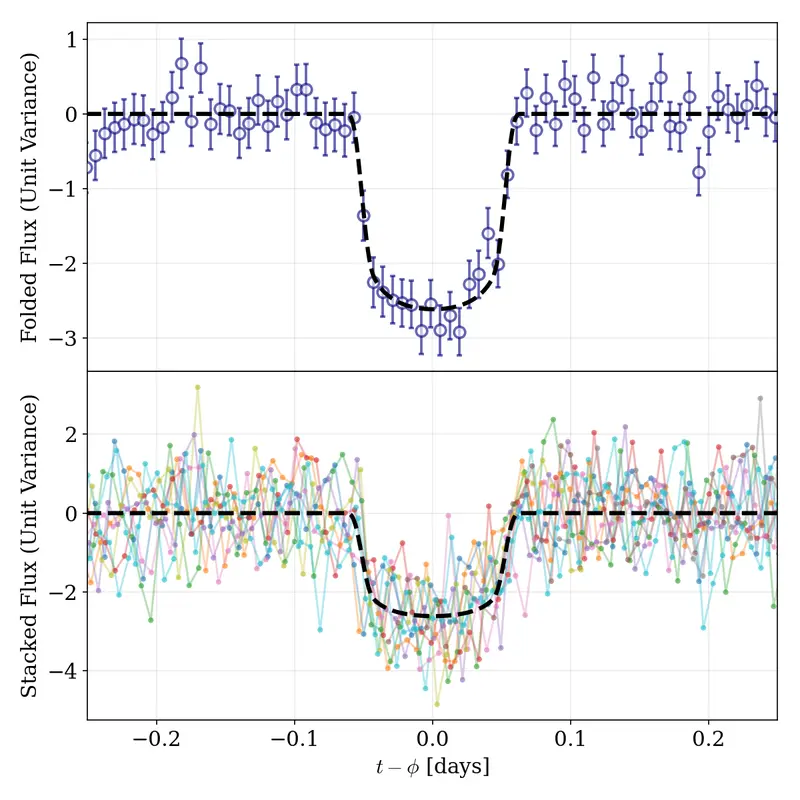 Folded Flux (Unit Variance)
1
0
−1
−2
−3
Stacked Flux (Unit Variance)
2
0
−2
−4
−0.2 −0.1 0.0 0.1 0.2
t − ϕ [days]